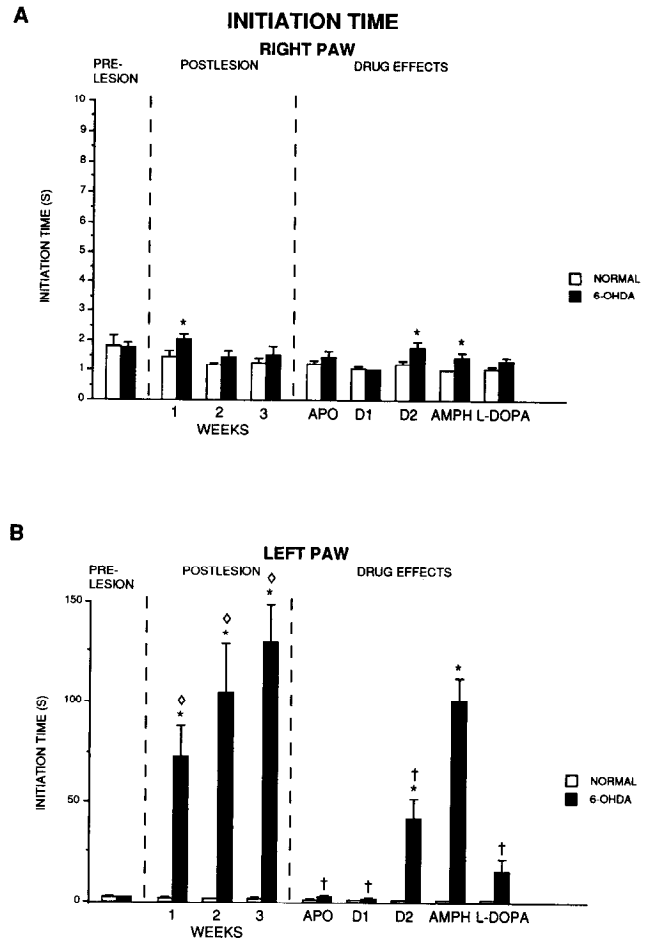 A
INITIATION TIME
RIGHT PAW
PRE-
LESION
POSTLESION
DRUG EFFECTS
INITIATION TIME (S)
10
9
8
7
6
5
4
3
2
1
0
*
*
*
NORMAL
6-OHDA
1 2 3 APO D1 D2 AMPH L-DOPA
WEEKS
B
LEFT PAW
PRE-
LESION
POSTLESION
DRUG EFFECTS
INITIATION TIME (S)
150
100
50
0
◊
*
◊
*
◊
*
†
†
†
*
*
†
NORMAL
6-OHDA
1 2 3 APO D1 D2 AMPH L-DOPA
WEEKS